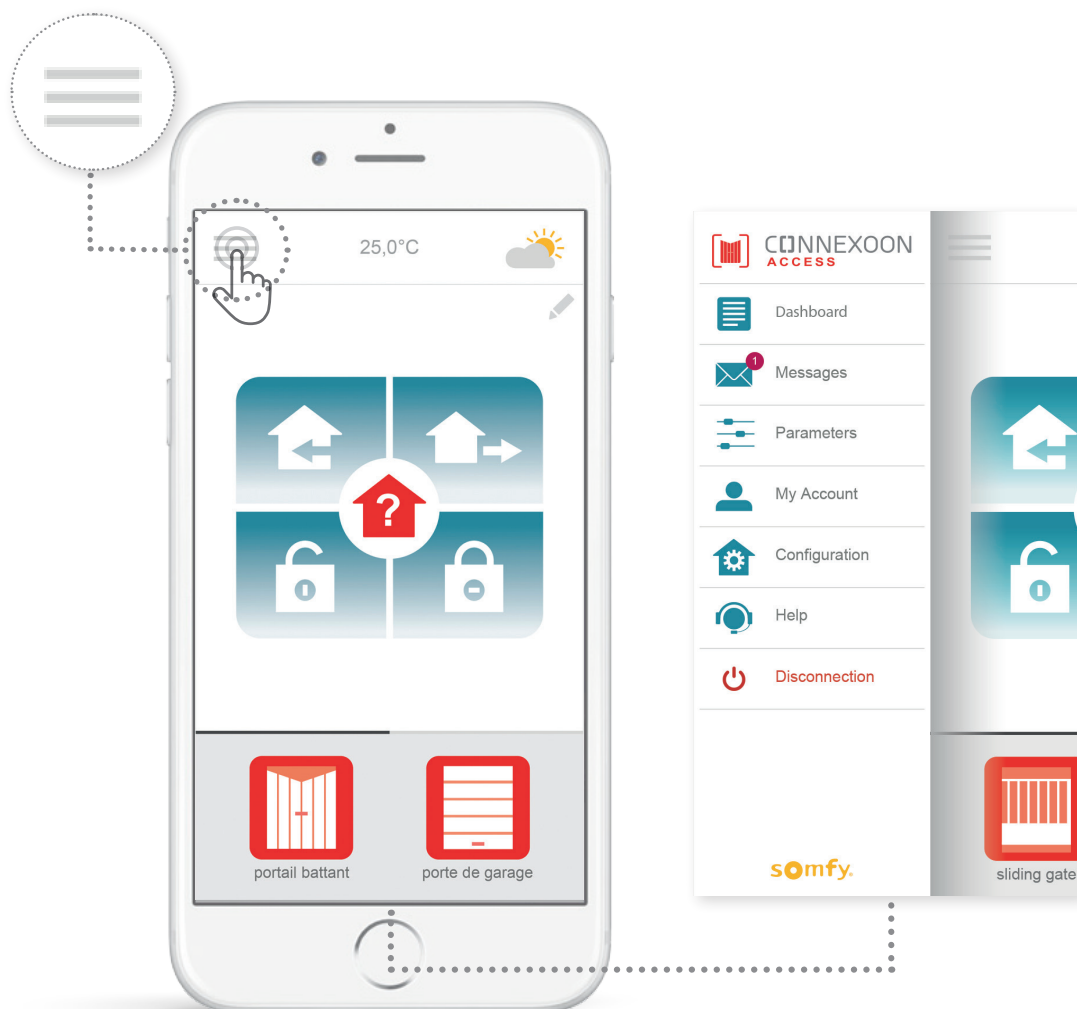 25,0°C
?
portail battant
porte de garage
CONNEXOON
ACCESS
Dashboard
1
Messages
Parameters
My Account
Configuration
Help
Disconnection
somfy.
sliding gate